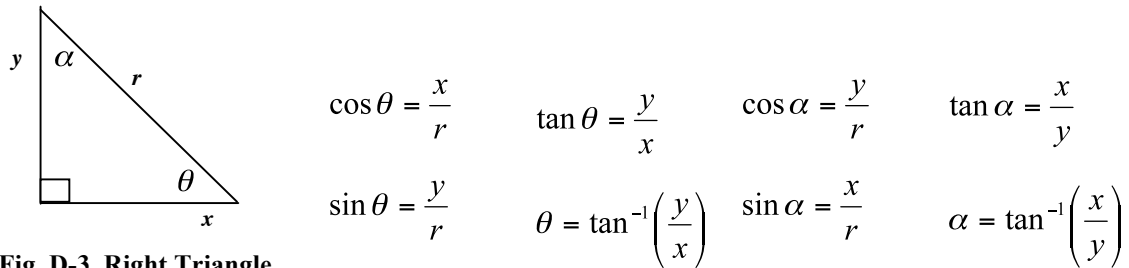 y α r
cos θ = x/r tan θ = y/x cos α = y/r tan α = x/y
θ
x
sin θ = y/r θ = tan⁻¹(y/x) sin α = x/r α = tan⁻¹(x/y)
Fig. D-3 Right Triangle